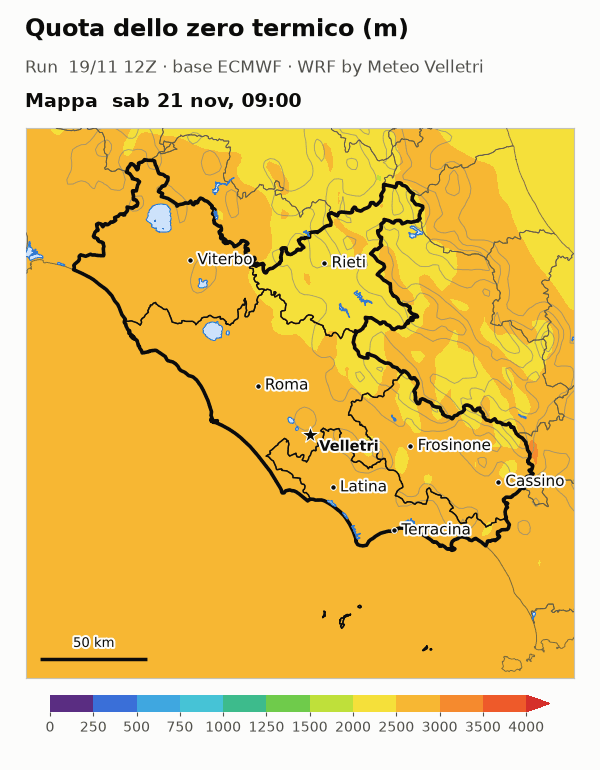 Quota dello zero termico (m)
Run  19/11 12Z · base ECMWF · WRF by Meteo Velletri
Mappa  sab 21 nov, 09:00
Viterbo
Rieti
Roma
Velletri
Frosinone
Cassino
Latina
Terracina
50 km
0 250 500 750 1000 1250 1500 2000 2500 3000 3500 4000